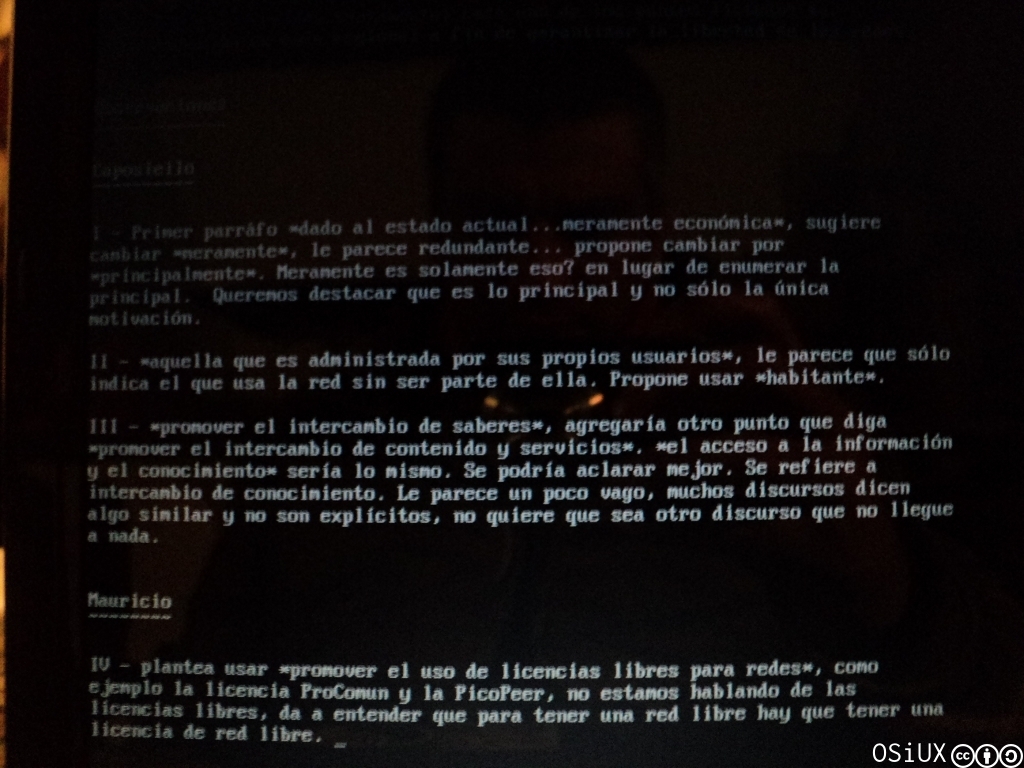 a fin de garantizar la libertad de
Observaciones
Caposiello
I - Primer parráfo *dado al estado actual...meramente económica*, sugiere
cambiar *meramente*, le parece redundante... propone cambiar por
*principalmente*. Meramente es solamente eso? en lugar de enumerar la
principal.  Queremos destacar que es lo principal y no sólo la única
motivación.
II - *aquella que es administrada por sus propios usuarios*, le parece que sólo
indica el que usa la red sin ser parte de ella. Propone usar *habitante*.
III - *promover el intercambio de saberes*, agregaría otro punto que diga
*promover el intercambio de contenido y servicios*. *el acceso a la información
y el conocimiento* sería lo mismo. Se podría aclarar mejor. Se refiere a
intercambio de conocimiento. Le parece un poco vago, muchos discursos dicen
algo similar y no son explícitos, no quiere que sea otro discurso que no llegue
a nada.
Mauricio
~~~~~~~~
IV - plantea usar *promover el uso de licencias libres para redes*, como
ejemplo la licencia ProComun y la PicoPeer, no estamos hablando de las
licencias libres, da a entender que para tener una red libre hay que tener una
licencia de red libre. _
OSiUX